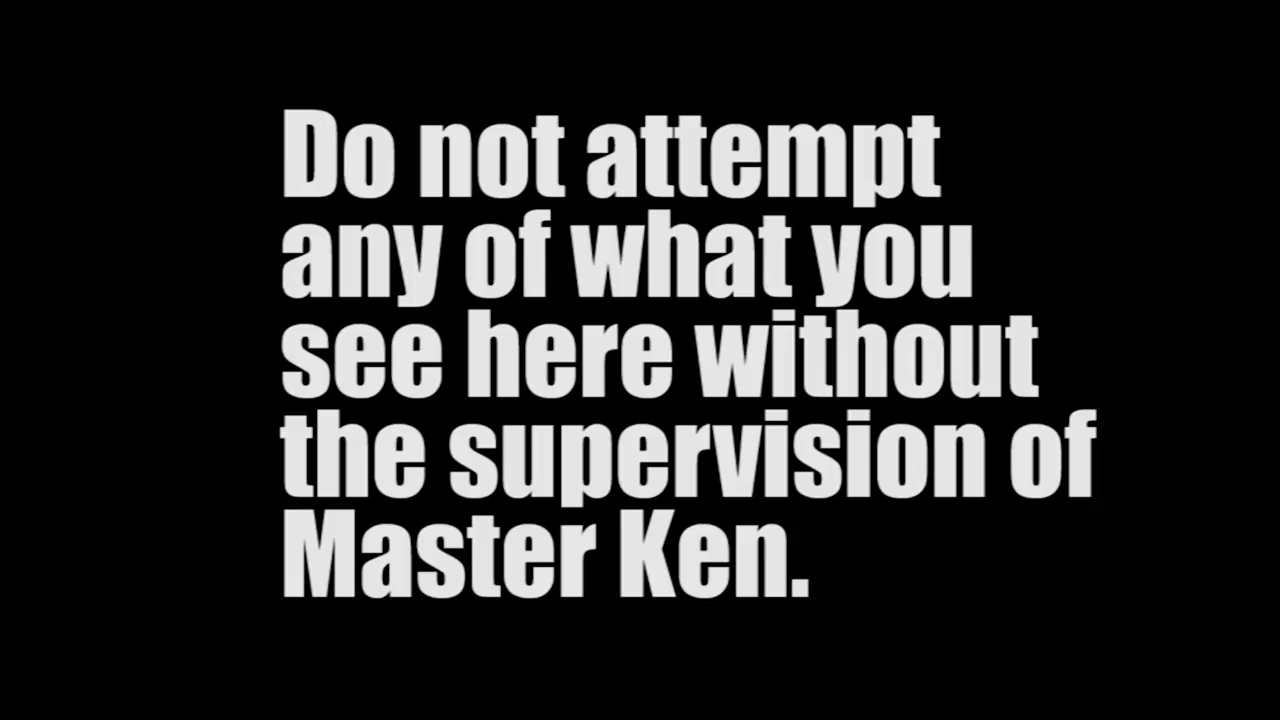 Do not attempt
any of what you
see here without
the supervision of
Master Ken.